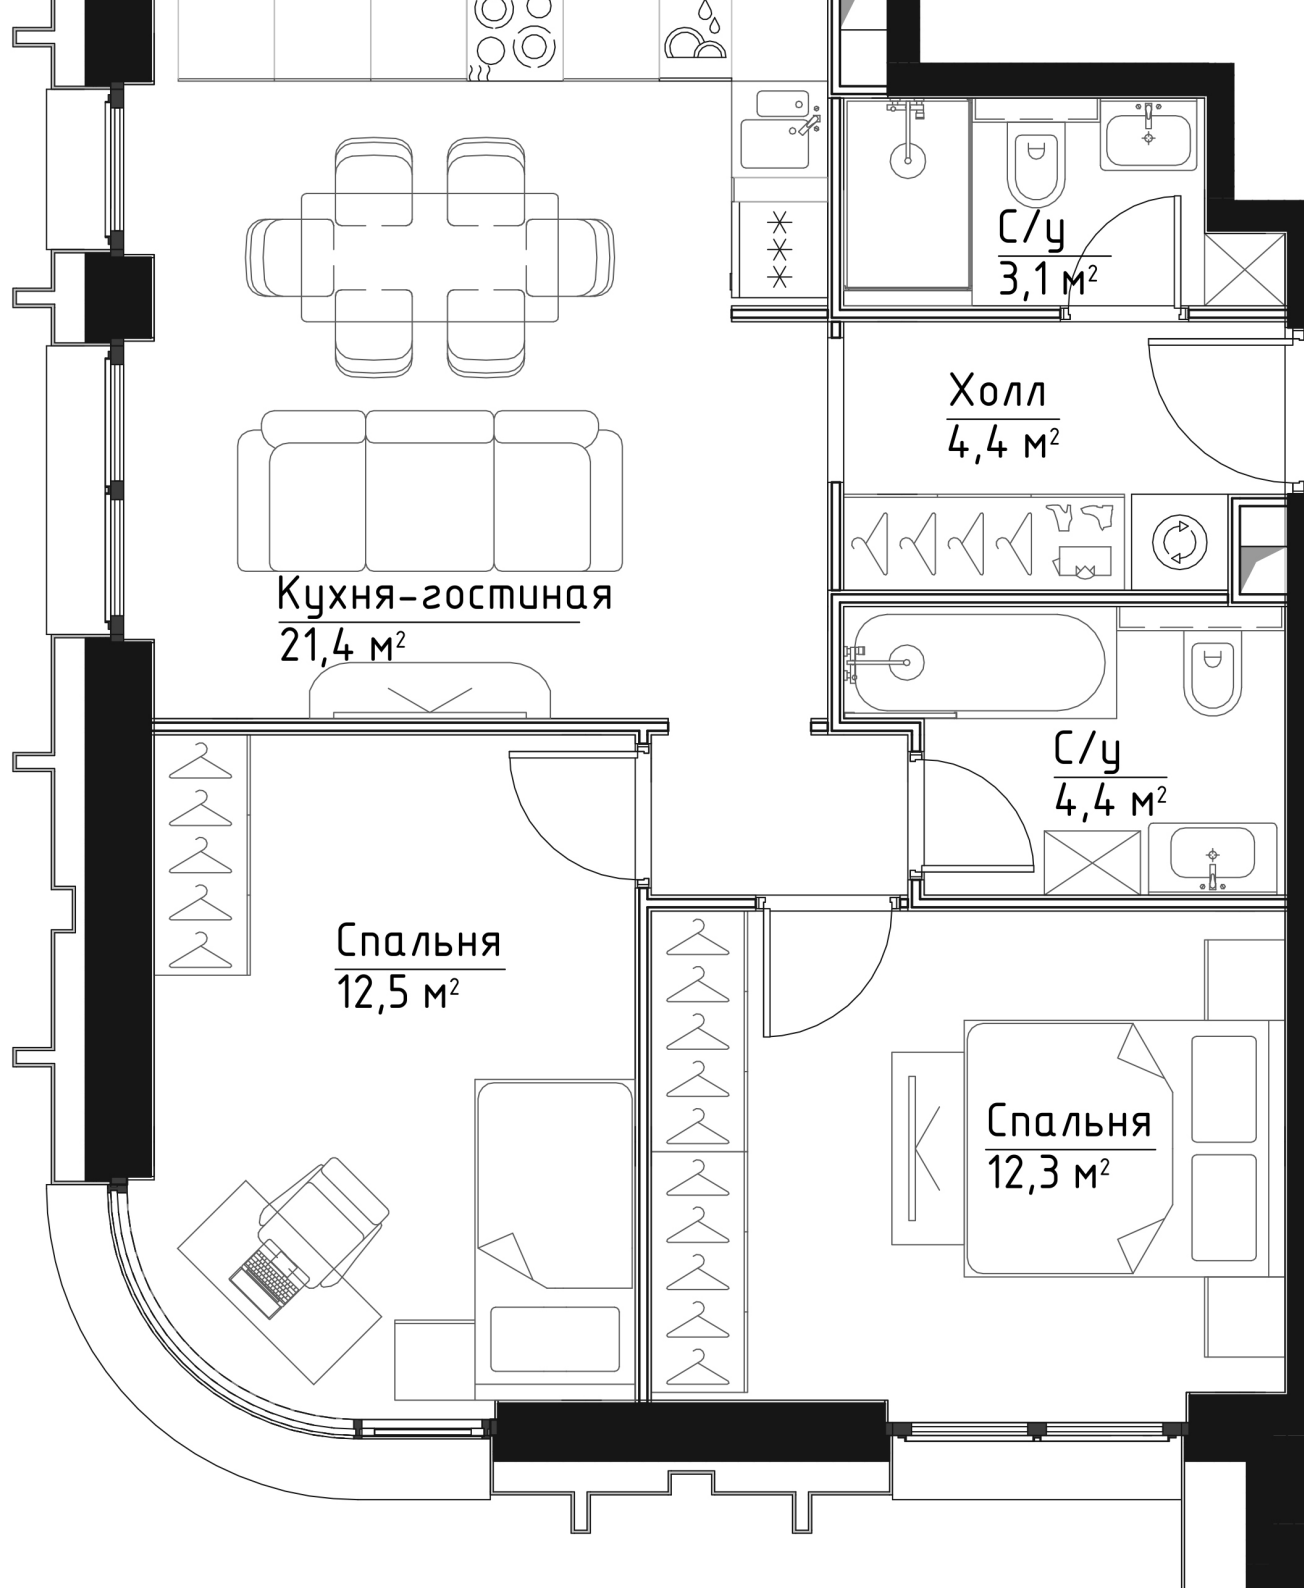 С/у
3,1 м²
Холл
4,4 м²
Кухня-гостиная
21,4 м²
С/у
4,4 м²
Спальня
12,5 м²
Спальня
12,3 м²